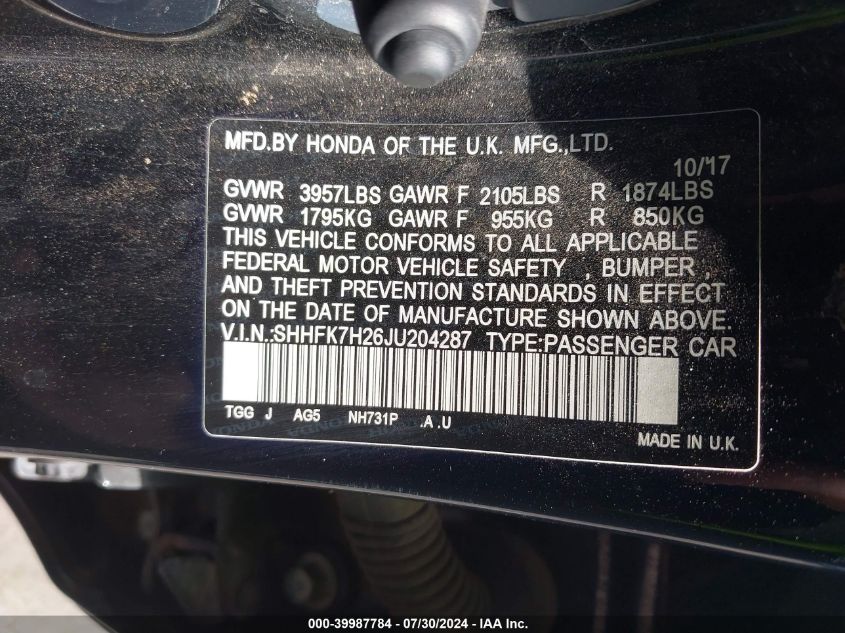 MFD.BY HONDA OF THE U.K. MFG.,LTD.
10/'17
GVWR 3957LBS GAWR F 2105LBS R 1874LBS
GVWR 1795KG GAWR F 955KG R 850KG
THIS VEHICLE CONFORMS TO ALL APPLICABLE
FEDERAL MOTOR VEHICLE SAFETY , BUMPER ,
AND THEFT PREVENTION STANDARDS IN EFFECT
ON THE DATE OF MANUFACTURE SHOWN ABOVE.
V.I.N.:SHHFK7H26JU204287 TYPE:PASSENGER CAR
TGG J AG5 NH731P .A .U
MADE IN U.K.
000-39987784 / 07/30/2024 - IAA Inc.